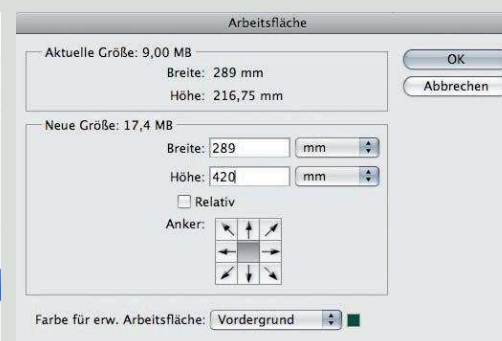 Arbeitsfläche
Aktuelle Größe: 9,00 MB
Breite: 289 mm
Höhe: 216,75 mm
OK
Abbrechen
Neue Größe: 17,4 MB
Breite: 289 mm
Höhe: 420 mm
Relativ
Anker:
Farbe für erw. Arbeitsfläche: Vordergrund